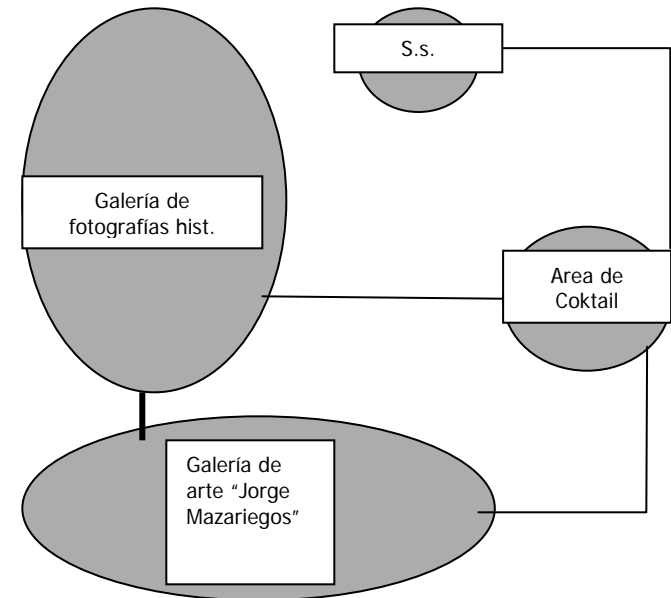 S.s.
Galería de
fotografías hist.
Area de
Coktail
Galería de
arte “Jorge
Mazariegos”